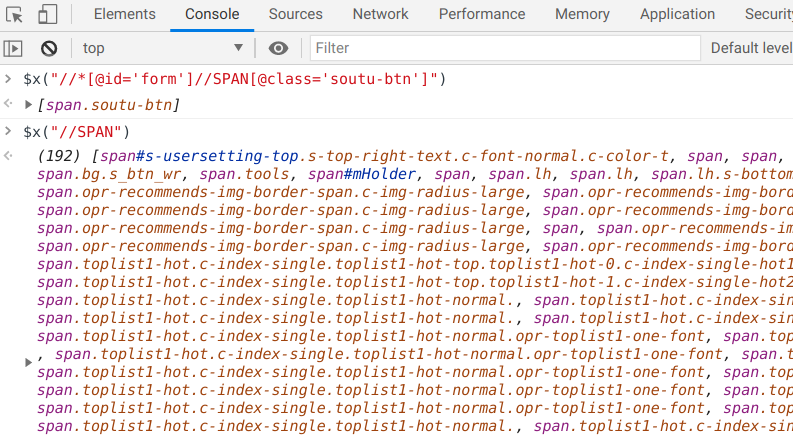 Elements Console Sources Network Performance Memory Application Security
top Filter Default level
$x("//*[@id='form']//SPAN[@class='soutu-btn']")
[span.soutu-btn]
$x("//SPAN")
(192) [span#s-usersetting-top.s-top-right-text.c-font-normal.c-color-t, span, span,
span.bg.s_btn_wr, span.tools, span#mHolder, span, span.lh, span.lh, span.lh.s-bottom
span.opr-recommends-img-border-span.c-img-radius-large, span.opr-recommends-img-bord
span.opr-recommends-img-border-span.c-img-radius-large, span.opr-recommends-img-bord
span.opr-recommends-img-border-span.c-img-radius-large, span, span.opr-recommends-im
span.opr-recommends-img-border-span.c-img-radius-large, span.opr-recommends-img-bord
span.toplist1-hot.c-index-single.toplist1-hot-top.toplist1-hot-0.c-index-single-hot1
span.toplist1-hot.c-index-single.toplist1-hot-top.toplist1-hot-1.c-index-single-hot2
span.toplist1-hot.c-index-single.toplist1-hot-normal., span.toplist1-hot.c-index-sin
span.toplist1-hot.c-index-single.toplist1-hot-normal., span.toplist1-hot.c-index-sin
span.toplist1-hot.c-index-single.toplist1-hot-normal.opr-toplist1-one-font, span.top
, span.toplist1-hot.c-index-single.toplist1-hot-normal.opr-toplist1-one-font, span.t
span.toplist1-hot.c-index-single.toplist1-hot-normal.opr-toplist1-one-font, span.top
span.toplist1-hot.c-index-single.toplist1-hot-normal.opr-toplist1-one-font, span.top
span.toplist1-hot.c-index-single.toplist1-hot-normal.opr-toplist1-one-font, span.top
span.toplist1-hot.c-index-single.toplist1-hot-normal., span.toplist1-hot.c-index-sin